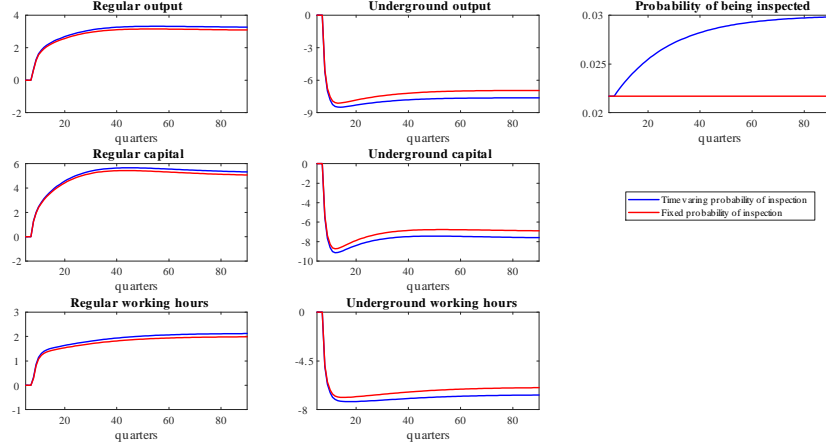 Regular output
4
2
0
-2
20 40 60 80
quarters
Underground output
0
-3
-6
-9
20 40 60 80
quarters
Probability of being inspected
0.03
0.025
0.02
20 40 60 80
quarters
Regular capital
6
4
2
0
-2
20 40 60 80
quarters
Underground capital
0
-2
-4
-6
-8
-10
20 40 60 80
quarters
Time varing probability of inspection
Fixed probability of inspection
Regular working hours
3
2
1
0
-1
20 40 60 80
quarters
Underground working hours
0
-4.5
-8
20 40 60 80
quarters